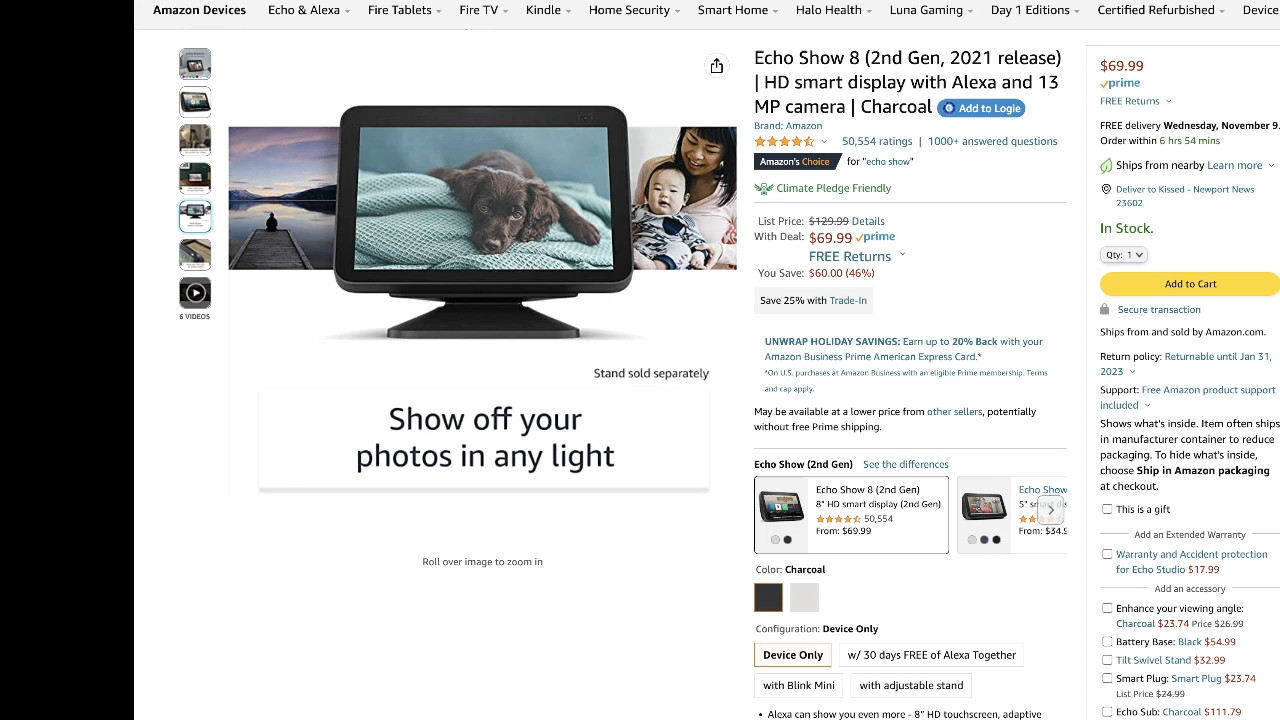 Amazon Devices Echo & Alexa Fire Tablets Fire TV Kindle Home Security Smart Home Halo Health Luna Gaming Day 1 Editions Certified Refurbished Device
6 VIDEOS
Stand sold separately
Show off your
photos in any light
Roll over image to zoom in
Echo Show 8 (2nd Gen, 2021 release)
| HD smart display with Alexa and 13
MP camera | Charcoal Add to Logie
Brand: Amazon
50,554 ratings | 1000+ answered questions
Amazon's Choice for "echo show"
Climate Pledge Friendly
List Price: $129.99 Details
With Deal: $69.99 prime
FREE Returns
You Save: $60.00 (46%)
Save 25% with Trade-In
UNWRAP HOLIDAY SAVINGS: Earn up to 20% Back with your
Amazon Business Prime American Express Card.*
*On U.S. purchases at Amazon Business with an eligible Prime membership. Terms
and cap apply.
May be available at a lower price from other sellers, potentially
without free Prime shipping.
Echo Show (2nd Gen) See the differences
Echo Show 8 (2nd Gen)
8" HD smart display (2nd Gen)
50,554
From: $69.99
Echo Show
5" smart dis
From: $34.9
Color: Charcoal
Configuration: Device Only
Device Only w/ 30 days FREE of Alexa Together
with Blink Mini with adjustable stand
• Alexa can show you even more - 8" HD touchscreen, adaptive
$69.99
prime
FREE Returns
FREE delivery Wednesday, November 9.
Order within 6 hrs 54 mins
Ships from nearby Learn more
Deliver to Kissed - Newport News
23602
In Stock.
Qty: 1
Add to Cart
Secure transaction
Ships from and sold by Amazon.com.
Return policy: Returnable until Jan 31,
2023
Support: Free Amazon product support
included
Shows what's inside. Item often ships
in manufacturer container to reduce
packaging. To hide what's inside,
choose Ship in Amazon packaging
at checkout.
This is a gift
Add an Extended Warranty
Warranty and Accident protection
for Echo Studio $17.99
Add an accessory
Enhance your viewing angle:
Charcoal $23.74 Price $26.99
Battery Base: Black $54.99
Tilt Swivel Stand $32.99
Smart Plug: Smart Plug $23.74
List Price $24.99
Echo Sub: Charcoal $111.79